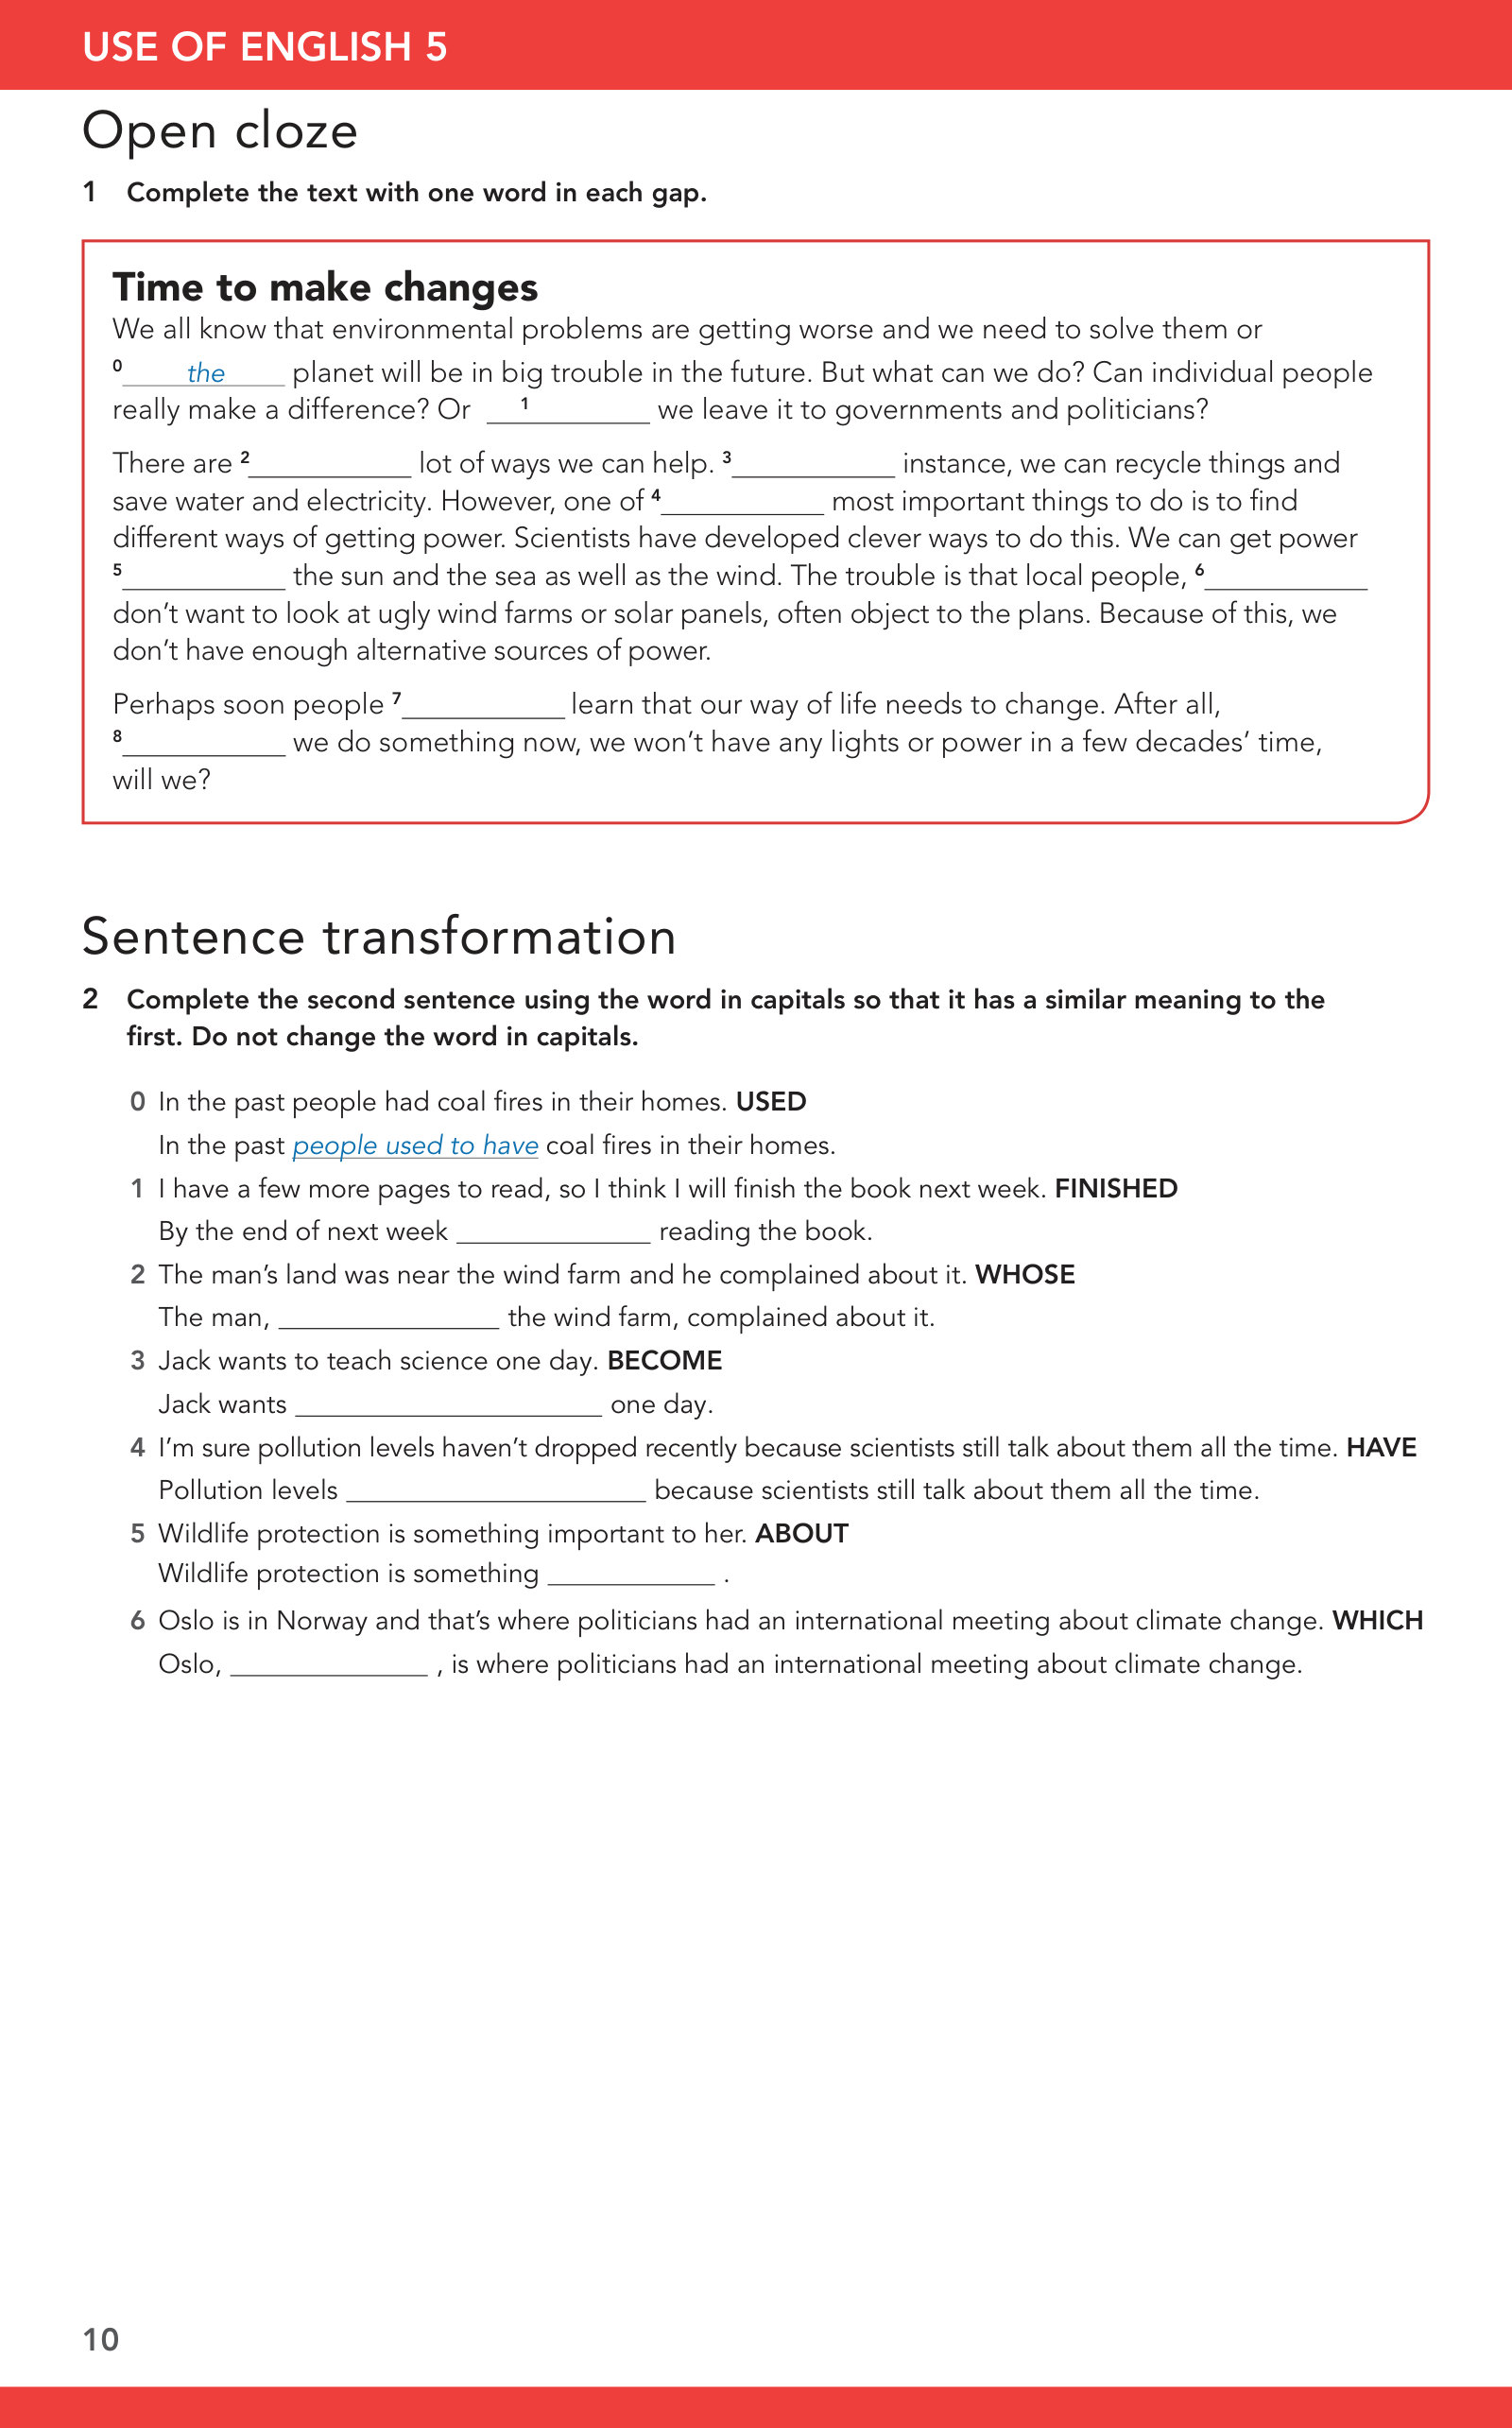 USE OF ENGLISH 5
Open cloze
1 Complete the text with one word in each gap.
Time to make changes
We all know that environmental problems are getting worse and we need to solve them or
0 the planet will be in big trouble in the future. But what can we do? Can individual people
really make a difference? Or 1____________ we leave it to governments and politicians?
There are 2____________ lot of ways we can help. 3____________ instance, we can recycle things and
save water and electricity. However, one of 4____________ most important things to do is to find
different ways of getting power. Scientists have developed clever ways to do this. We can get power
5____________ the sun and the sea as well as the wind. The trouble is that local people, 6____________
don’t want to look at ugly wind farms or solar panels, often object to the plans. Because of this, we
don’t have enough alternative sources of power.
Perhaps soon people 7____________ learn that our way of life needs to change. After all,
8____________ we do something now, we won’t have any lights or power in a few decades’ time,
will we?
Sentence transformation
2 Complete the second sentence using the word in capitals so that it has a similar meaning to the
first. Do not change the word in capitals.
0 In the past people had coal fires in their homes. USED
In the past people used to have coal fires in their homes.
1 I have a few more pages to read, so I think I will finish the book next week. FINISHED
By the end of next week ______________ reading the book.
2 The man’s land was near the wind farm and he complained about it. WHOSE
The man, ________________ the wind farm, complained about it.
3 Jack wants to teach science one day. BECOME
Jack wants ______________________ one day.
4 I’m sure pollution levels haven’t dropped recently because scientists still talk about them all the time. HAVE
Pollution levels ______________________ because scientists still talk about them all the time.
5 Wildlife protection is something important to her. ABOUT
Wildlife protection is something ____________ .
6 Oslo is in Norway and that’s where politicians had an international meeting about climate change. WHICH
Oslo, ______________ , is where politicians had an international meeting about climate change.
10